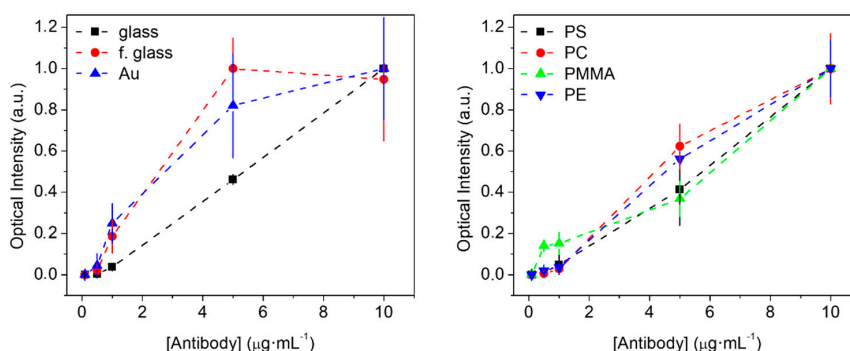 glass
f. glass
Au
Optical Intensity (a.u.)
1.2
1.0
0.8
0.6
0.4
0.2
0.0
0 2 4 6 8 10
[Antibody] (μg·mL⁻¹)
PS
PC
PMMA
PE
Optical Intensity (a.u.)
1.2
1.0
0.8
0.6
0.4
0.2
0.0
0 2 4 6 8 10
[Antibody] (μg·mL⁻¹)